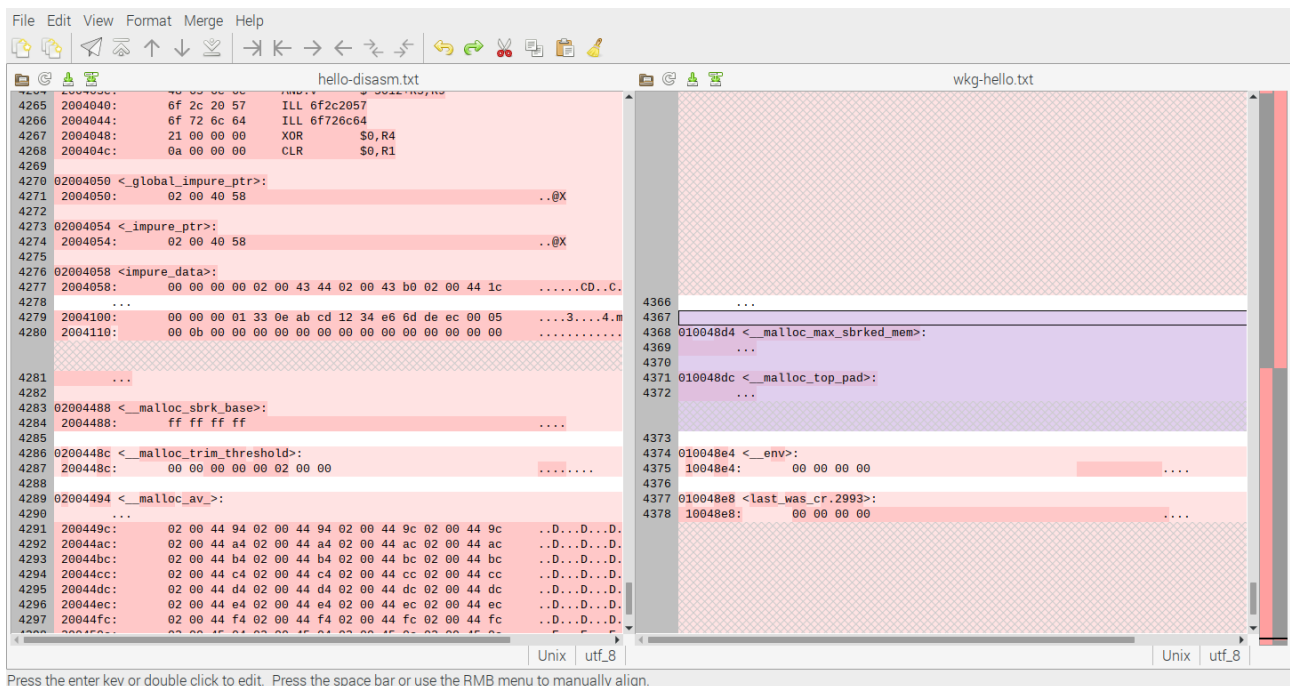 File Edit View Format Merge Help
hello-disasm.txt
4265 2004040: 6f 2c 20 57 ILL 6f2c2057
4266 2004044: 6f 72 6c 64 ILL 6f726c64
4267 2004048: 21 00 00 00 XOR $0,R4
4268 200404c: 0a 00 00 00 CLR $0,R1
4269
4270 02004050 <_global_impure_ptr>:
4271 2004050: 02 00 40 58 ..@X
4272
4273 02004054 <_impure_ptr>:
4274 2004054: 02 00 40 58 ..@X
4275
4276 02004058 <impure_data>:
4277 2004058: 00 00 00 00 02 00 43 44 02 00 43 b0 02 00 44 1c ......CD..C.
4278 ...
4279 2004100: 00 00 00 01 33 0e ab cd 12 34 e6 6d de ec 00 05 ....3....4.m
4280 2004110: 00 0b 00 00 00 00 00 00 00 00 00 00 00 00 00 00 ............
4281 ...
4282
4283 02004488 <__malloc_sbrk_base>:
4284 2004488: ff ff ff ff ....
4285
4286 0200448c <__malloc_trim_threshold>:
4287 200448c: 00 00 00 00 00 02 00 00 ........
4288
4289 02004494 <__malloc_av_>:
4290 ...
4291 200449c: 02 00 44 94 02 00 44 94 02 00 44 9c 02 00 44 9c ..D...D...D.
4292 20044ac: 02 00 44 a4 02 00 44 a4 02 00 44 ac 02 00 44 ac ..D...D...D.
4293 20044bc: 02 00 44 b4 02 00 44 b4 02 00 44 bc 02 00 44 bc ..D...D...D.
4294 20044cc: 02 00 44 c4 02 00 44 c4 02 00 44 cc 02 00 44 cc ..D...D...D.
4295 20044dc: 02 00 44 d4 02 00 44 d4 02 00 44 dc 02 00 44 dc ..D...D...D.
4296 20044ec: 02 00 44 e4 02 00 44 e4 02 00 44 ec 02 00 44 ec ..D...D...D.
4297 20044fc: 02 00 44 f4 02 00 44 f4 02 00 44 fc 02 00 44 fc ..D...D...D.
Unix utf_8
wkg-hello.txt
4366 ...
4367
4368 010048d4 <__malloc_max_sbrked_mem>:
4369 ...
4370
4371 010048dc <__malloc_top_pad>:
4372 ...
4373
4374 010048e4 <__env>:
4375 10048e4: 00 00 00 00 ....
4376
4377 010048e8 <last_was_cr.2993>:
4378 10048e8: 00 00 00 00 ....
Unix utf_8
Press the enter key or double click to edit. Press the space bar or use the RMB menu to manually align.